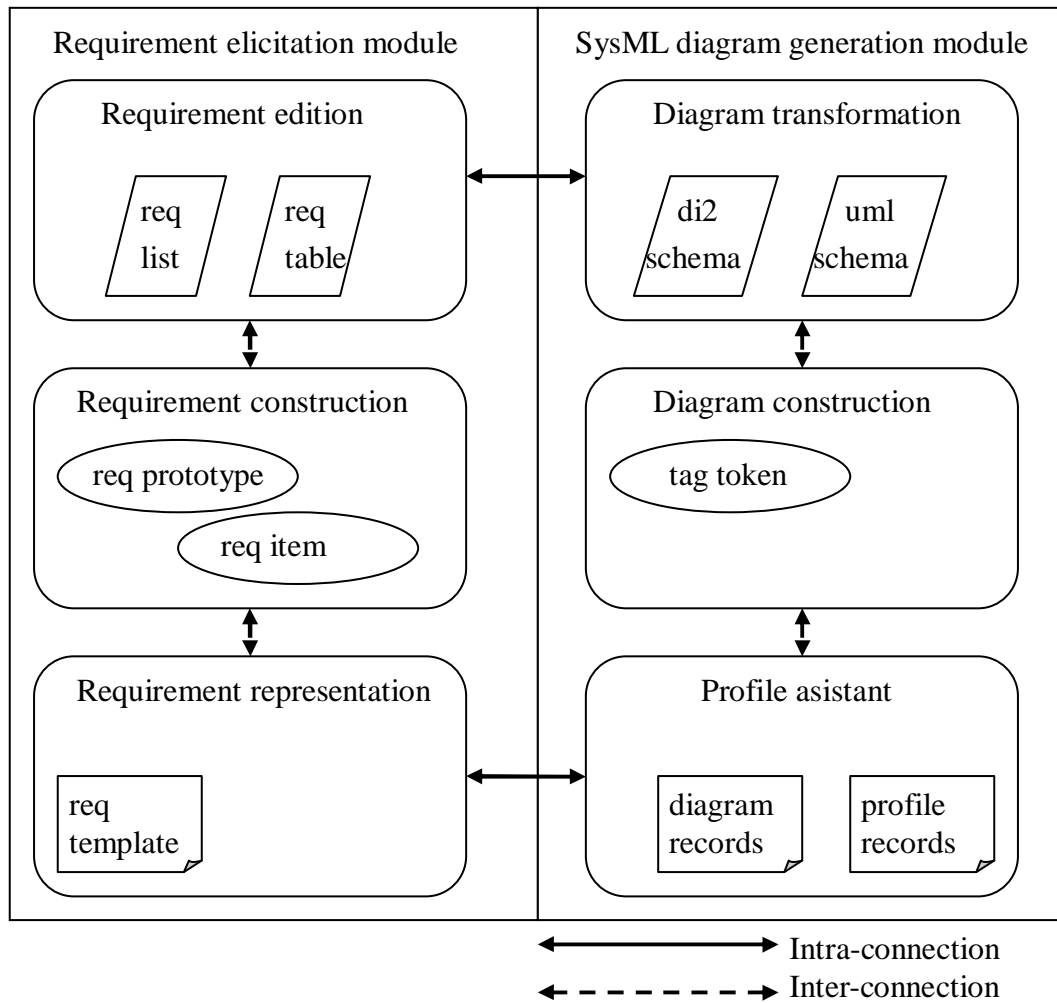 Requirement elicitation module
Requirement edition
req
list
req
table
Requirement construction
req prototype
req item
Requirement representation
req
template
SysML diagram generation module
Diagram transformation
di2
schema
uml
schema
Diagram construction
tag token
Profile asistant
diagram
records
profile
records
Intra-connection
Inter-connection